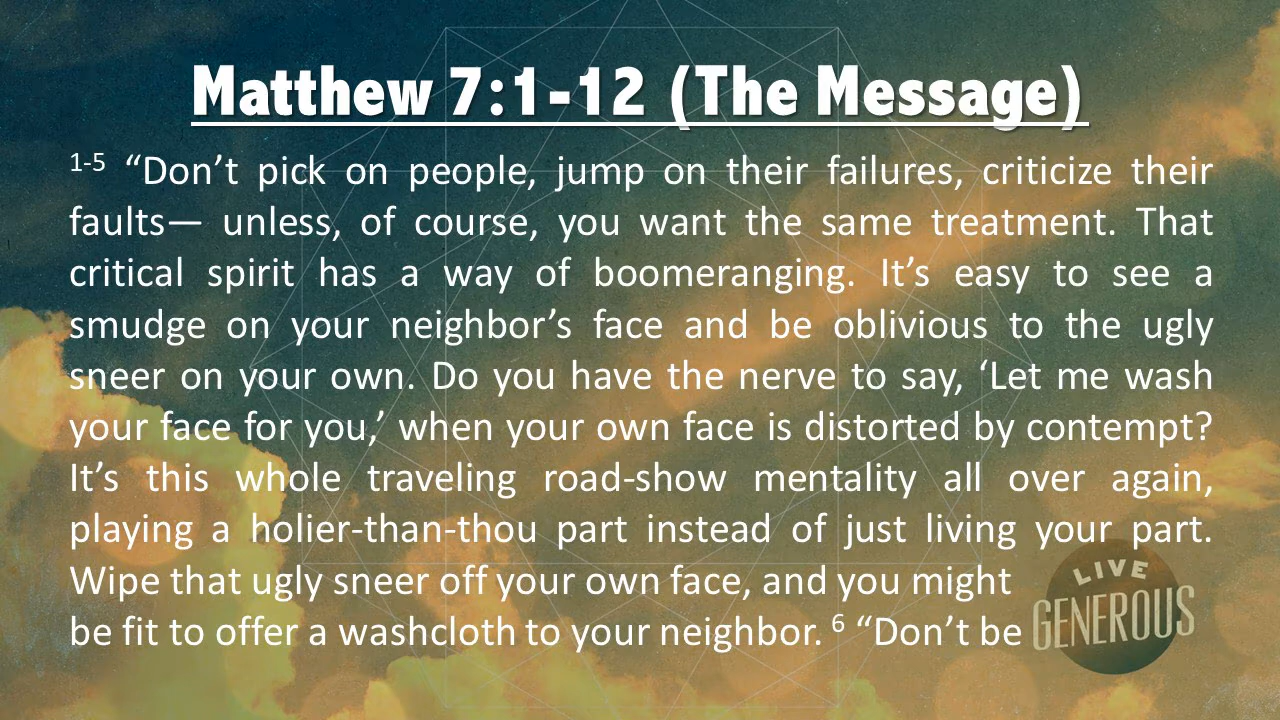 Matthew 7:1-12 (The Message)
1-5 “Don’t pick on people, jump on their failures, criticize their
faults— unless, of course, you want the same treatment. That
critical spirit has a way of boomeranging. It’s easy to see a
smudge on your neighbor’s face and be oblivious to the ugly
sneer on your own. Do you have the nerve to say, ‘Let me wash
your face for you,’ when your own face is distorted by contempt?
It’s this whole traveling road-show mentality all over again,
playing a holier-than-thou part instead of just living your part.
Wipe that ugly sneer off your own face, and you might
be fit to offer a washcloth to your neighbor. 6 “Don’t be
LIVE
GENEROUS